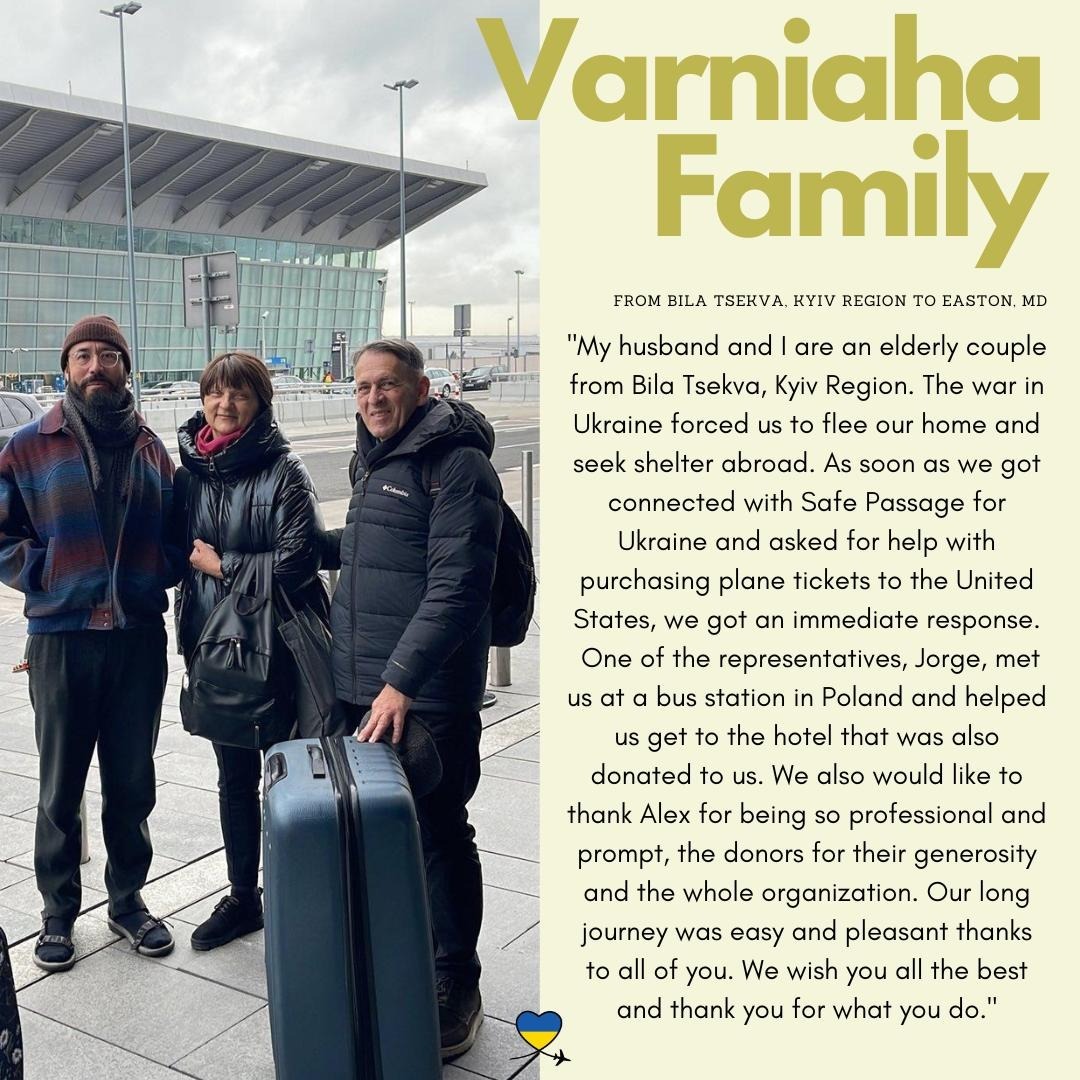 Varniaha
Family
FROM BILA TSEKVA, KYIV REGION TO EASTON, MD
"My husband and I are an elderly couple
from Bila Tsekva, Kyiv Region. The war in
Ukraine forced us to flee our home and
seek shelter abroad. As soon as we got
connected with Safe Passage for
Ukraine and asked for help with
purchasing plane tickets to the United
States, we got an immediate response.
One of the representatives, Jorge, met
us at a bus station in Poland and helped
us get to the hotel that was also
donated to us. We also would like to
thank Alex for being so professional and
prompt, the donors for their generosity
and the whole organization. Our long
journey was easy and pleasant thanks
to all of you. We wish you all the best
and thank you for what you do."
Columbia